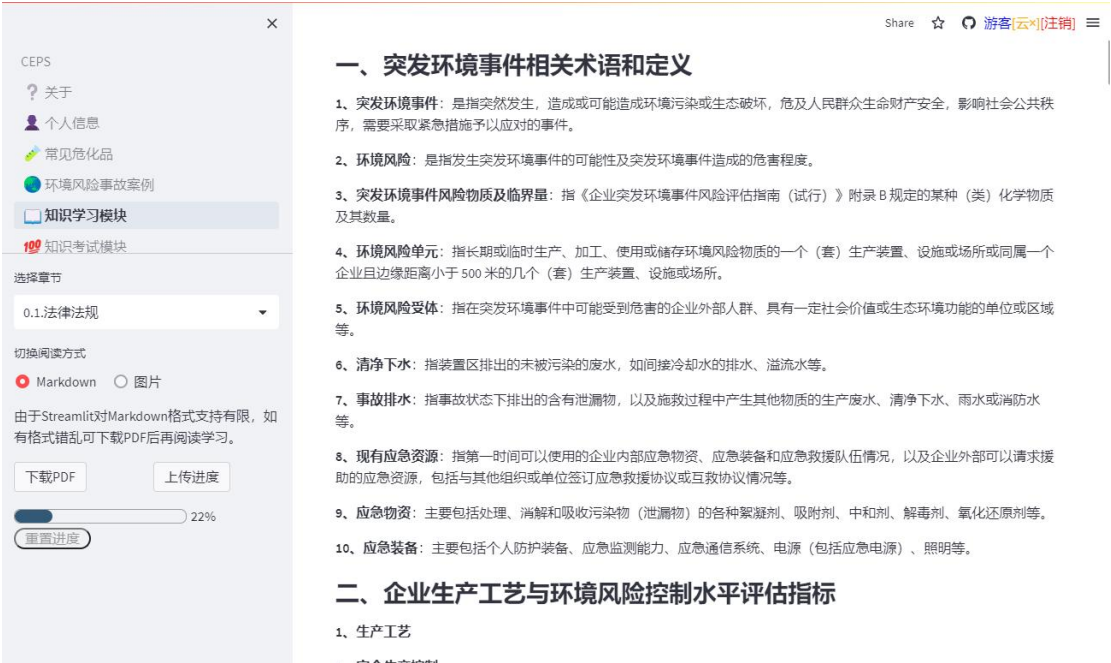 ×
Share 游客[云×][注销]
CEPS
关于
个人信息
常见危化品
环境风险事故案例
知识学习模块
知识考试模块
选择章节
0.1.法律法规
切换阅读方式
Markdown 图片
由于Streamlit对Markdown格式支持有限，如
有格式错乱可下载PDF后再阅读学习。
下载PDF 上传进度
22%
重置进度
一、突发环境事件相关术语和定义
1、突发环境事件：是指突然发生，造成或可能造成环境污染或生态破坏，危及人民群众生命财产安全，影响社会公共秩
序，需要采取紧急措施予以应对的事件。
2、环境风险：是指发生突发环境事件的可能性及突发环境事件造成的危害程度。
3、突发环境事件风险物质及临界量：指《企业突发环境事件风险评估指南（试行）》附录 B 规定的某种（类）化学物质
及其数量。
4、环境风险单元：指长期或临时生产、加工、使用或储存环境风险物质的一个（套）生产装置、设施或场所或同属一个
企业且边缘距离小于 500 米的几个（套）生产装置、设施或场所。
5、环境风险受体：指在突发环境事件中可能受到危害的企业外部人群、具有一定社会价值或生态环境功能的单位或区域
等。
6、清净下水：指装置区排出的未被污染的废水，如间接冷却水的排水、溢流水等。
7、事故排水：指事故状态下排出的含有泄漏物，以及施救过程中产生其他物质的生产废水、清净下水、雨水或消防水
等。
8、现有应急资源：指第一时间可以使用的企业内部应急物资、应急装备和应急救援队伍情况，以及企业外部可以请求援
助的应急资源，包括与其他组织或单位签订应急救援协议或互救协议情况等。
9、应急物资：主要包括处理、消解和吸收污染物（泄漏物）的各种絮凝剂、吸附剂、中和剂、解毒剂、氧化还原剂等。
10、应急装备：主要包括个人防护装备、应急监测能力、应急通信系统、电源（包括应急电源）、照明等。
二、企业生产工艺与环境风险控制水平评估指标
1、生产工艺